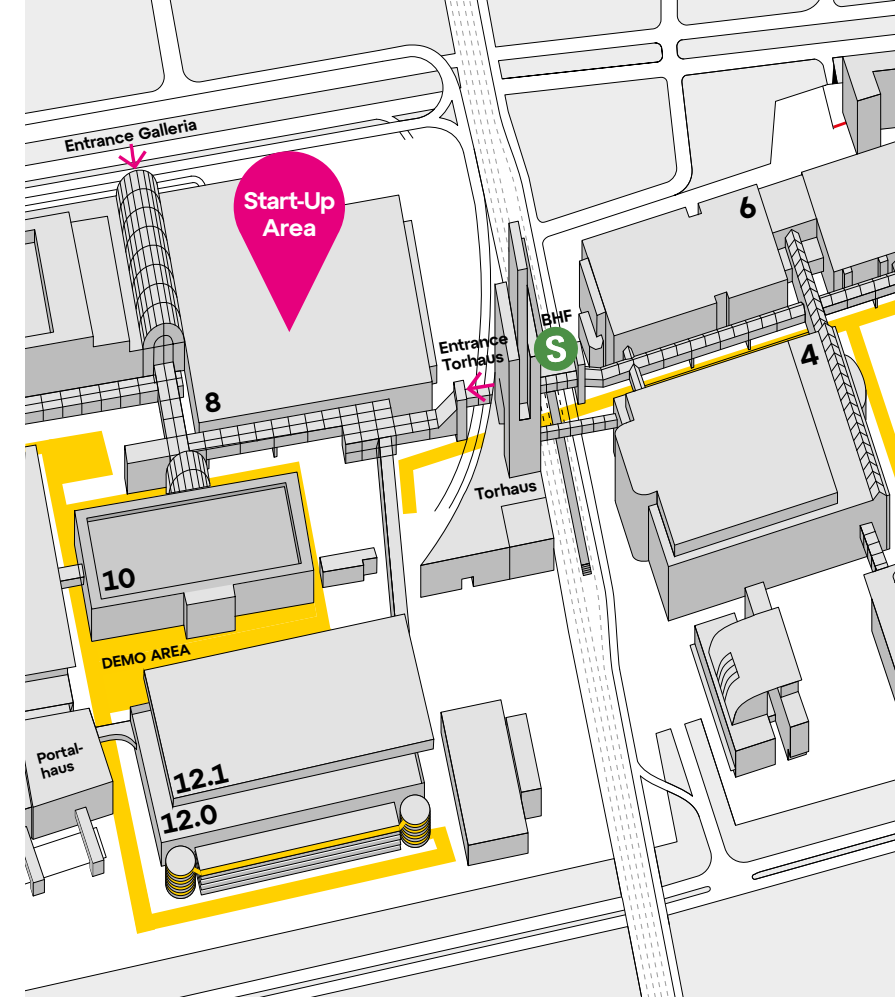 Entrance Galleria
Start-Up
Area
6
BHF
S
Entrance
Torhaus
4
8
Torhaus
10
DEMO AREA
Portal-
haus
12.1
12.0